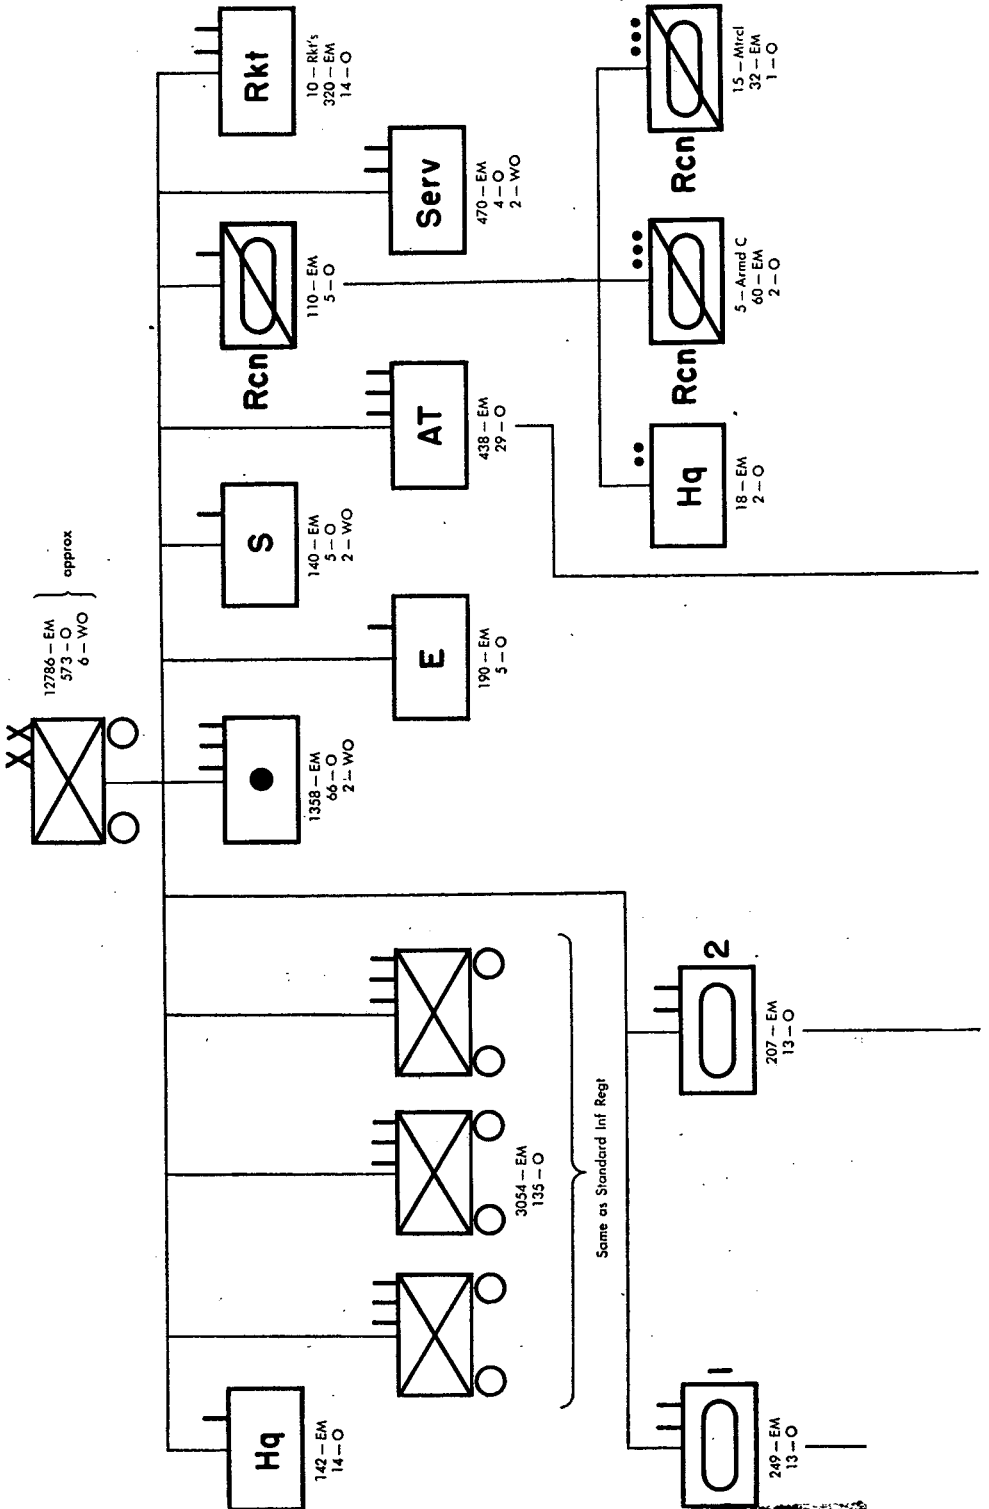 12786 — EM
573 — O
6 — WO
approx
Hq
142 — EM
14 — O
3054 — EM
135 — O
Same as Standard Inf Regt
1358 — EM
66 — O
2 — WO
E
190 — EM
5 — O
S
140 — EM
5 — O
2 — WO
AT
438 — EM
29 — O
Rcn
110 — EM
5 — O
Serv
470 — EM
4 — O
2 — WO
Rkt
10 — Rkt's
320 — EM
14 — O
1
249 — EM
13 — O
2
207 — EM
13 — O
Hq
18 — EM
2 — O
Rcn
5 — Armd C
60 — EM
2 — O
Rcn
15 — Mtrcl
32 — EM
1 — O